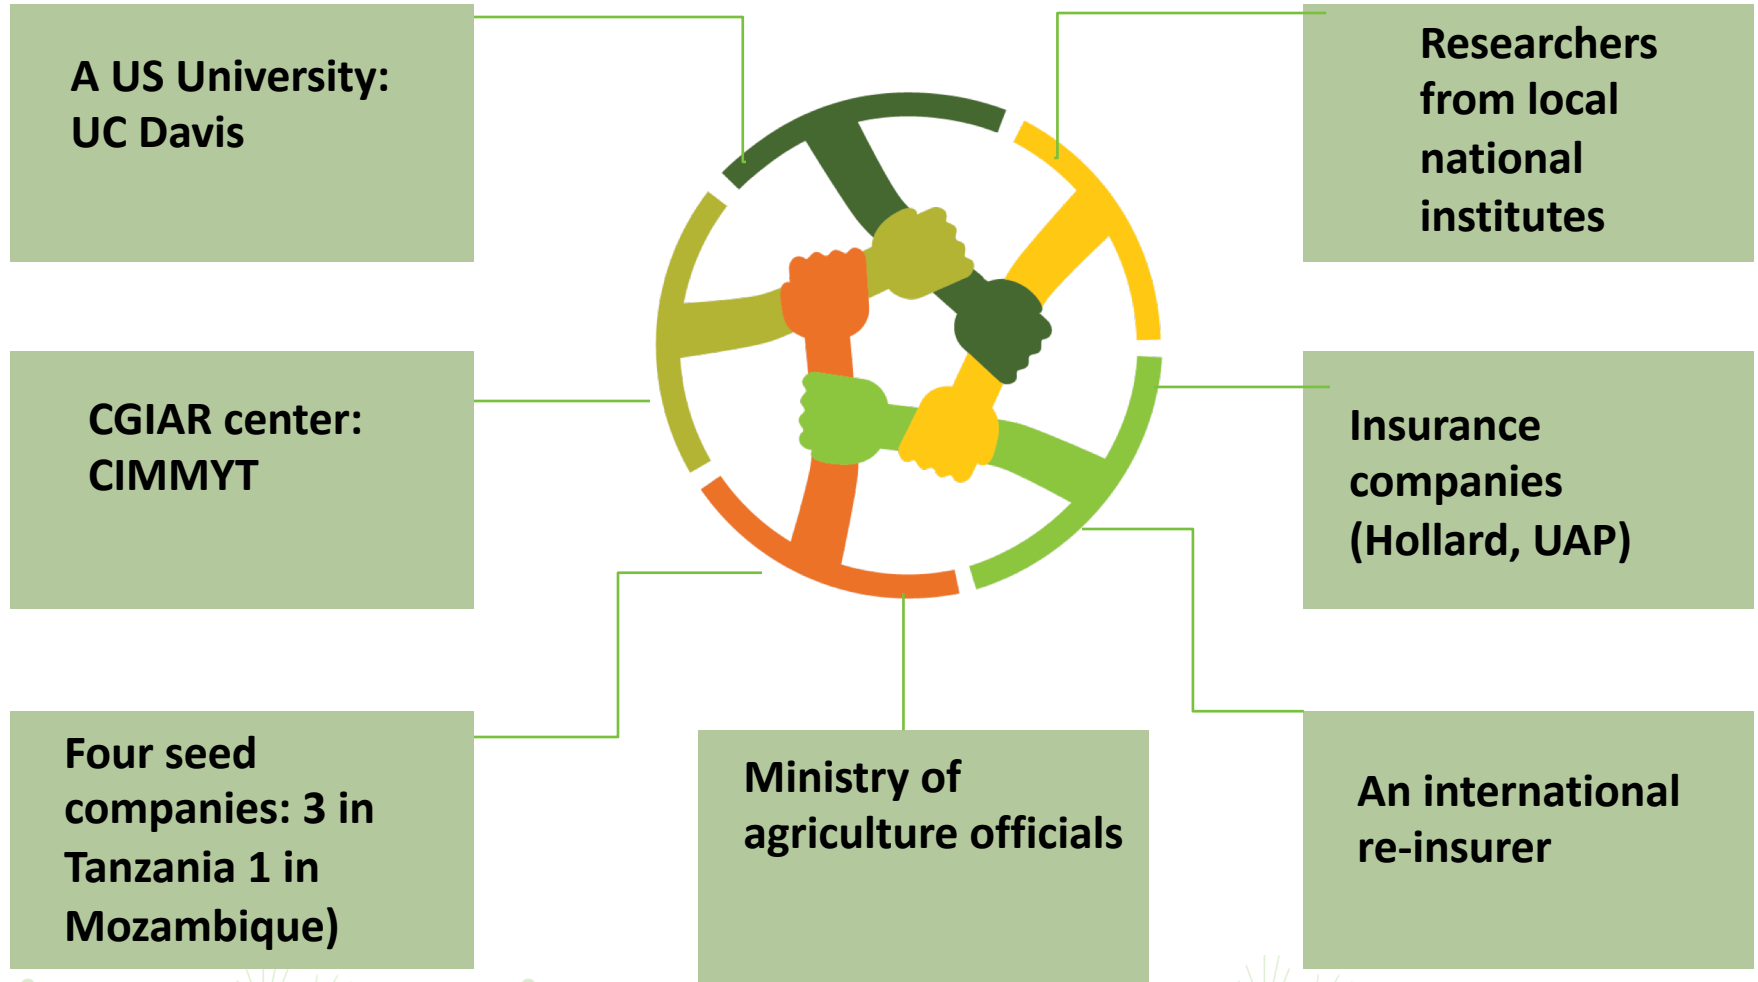 A US University:
UC Davis
Researchers
from local
national
institutes
CGIAR center:
CIMMYT
Insurance
companies
(Hollard, UAP)
Four seed
companies: 3 in
Tanzania 1 in
Mozambique)
Ministry of
agriculture officials
An international
re-insurer